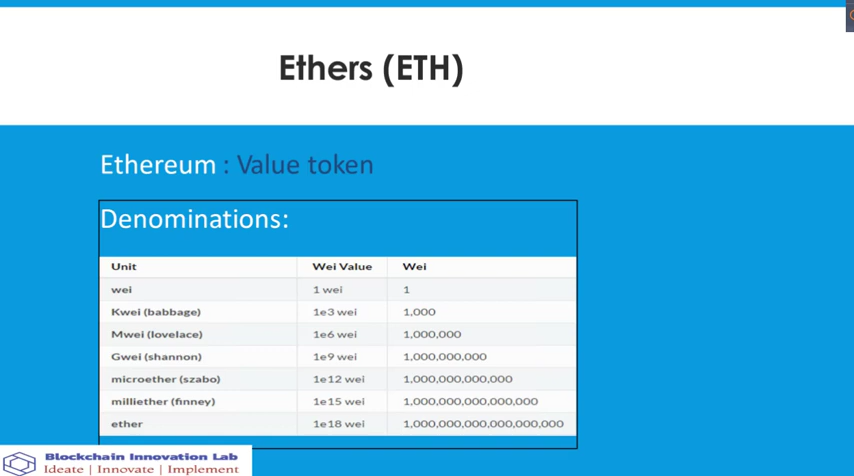 Ethers (ETH)
Ethereum : Value token
Denominations:
Unit Wei Value Wei
wei 1 wei 1
Kwei (babbage) 1e3 wei 1,000
Mwei (lovelace) 1e6 wei 1,000,000
Gwei (shannon) 1e9 wei 1,000,000,000
microether (szabo) 1e12 wei 1,000,000,000,000
milliether (finney) 1e15 wei 1,000,000,000,000,000
ether 1e18 wei 1,000,000,000,000,000,000
Blockchain Innovation Lab
Ideate | Innovate | Implement